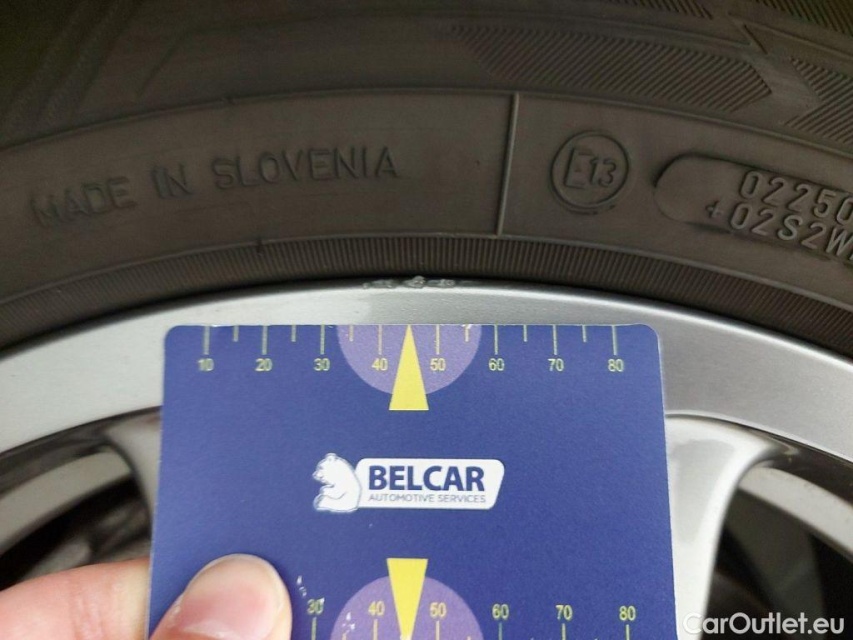 MADE IN SLOVENIA
E13
02250
+02S2W
10 20 30 40 50 60 70 80
BELCAR
AUTOMOTIVE SERVICES
30 40 50 60 70 80
CarOutlet.eu